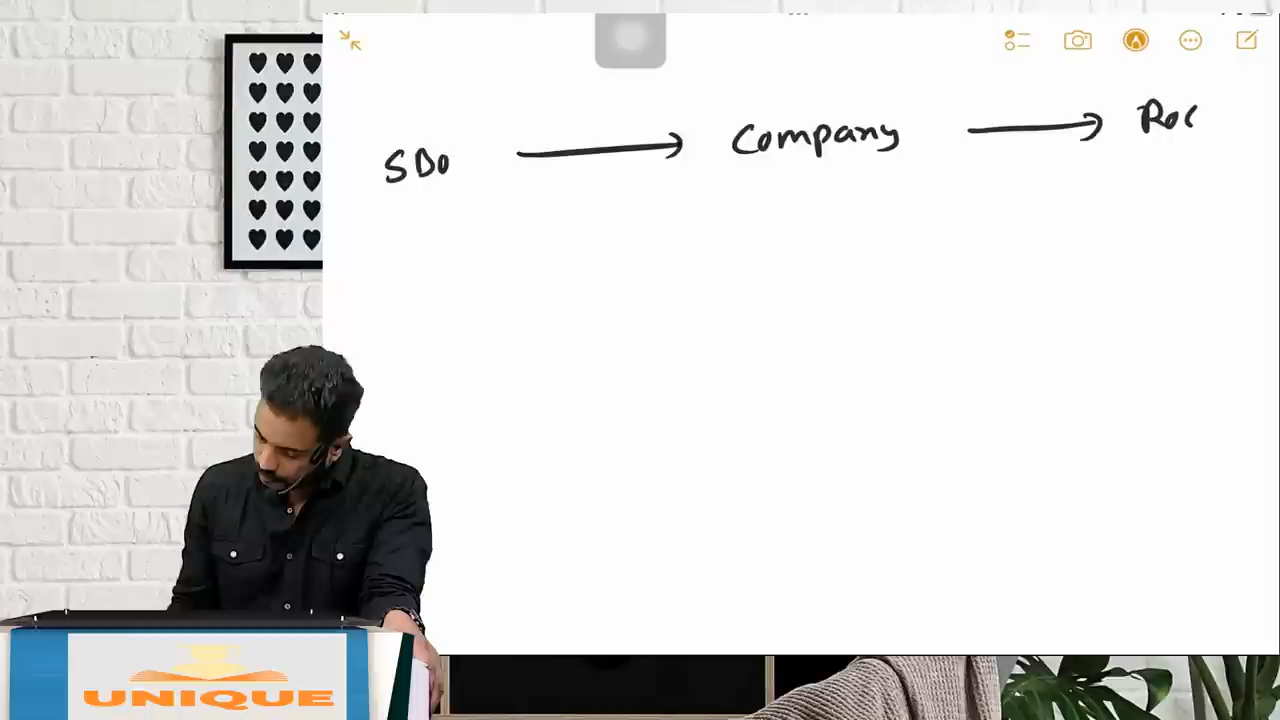 SBO → Company → ROC
UNIQUE